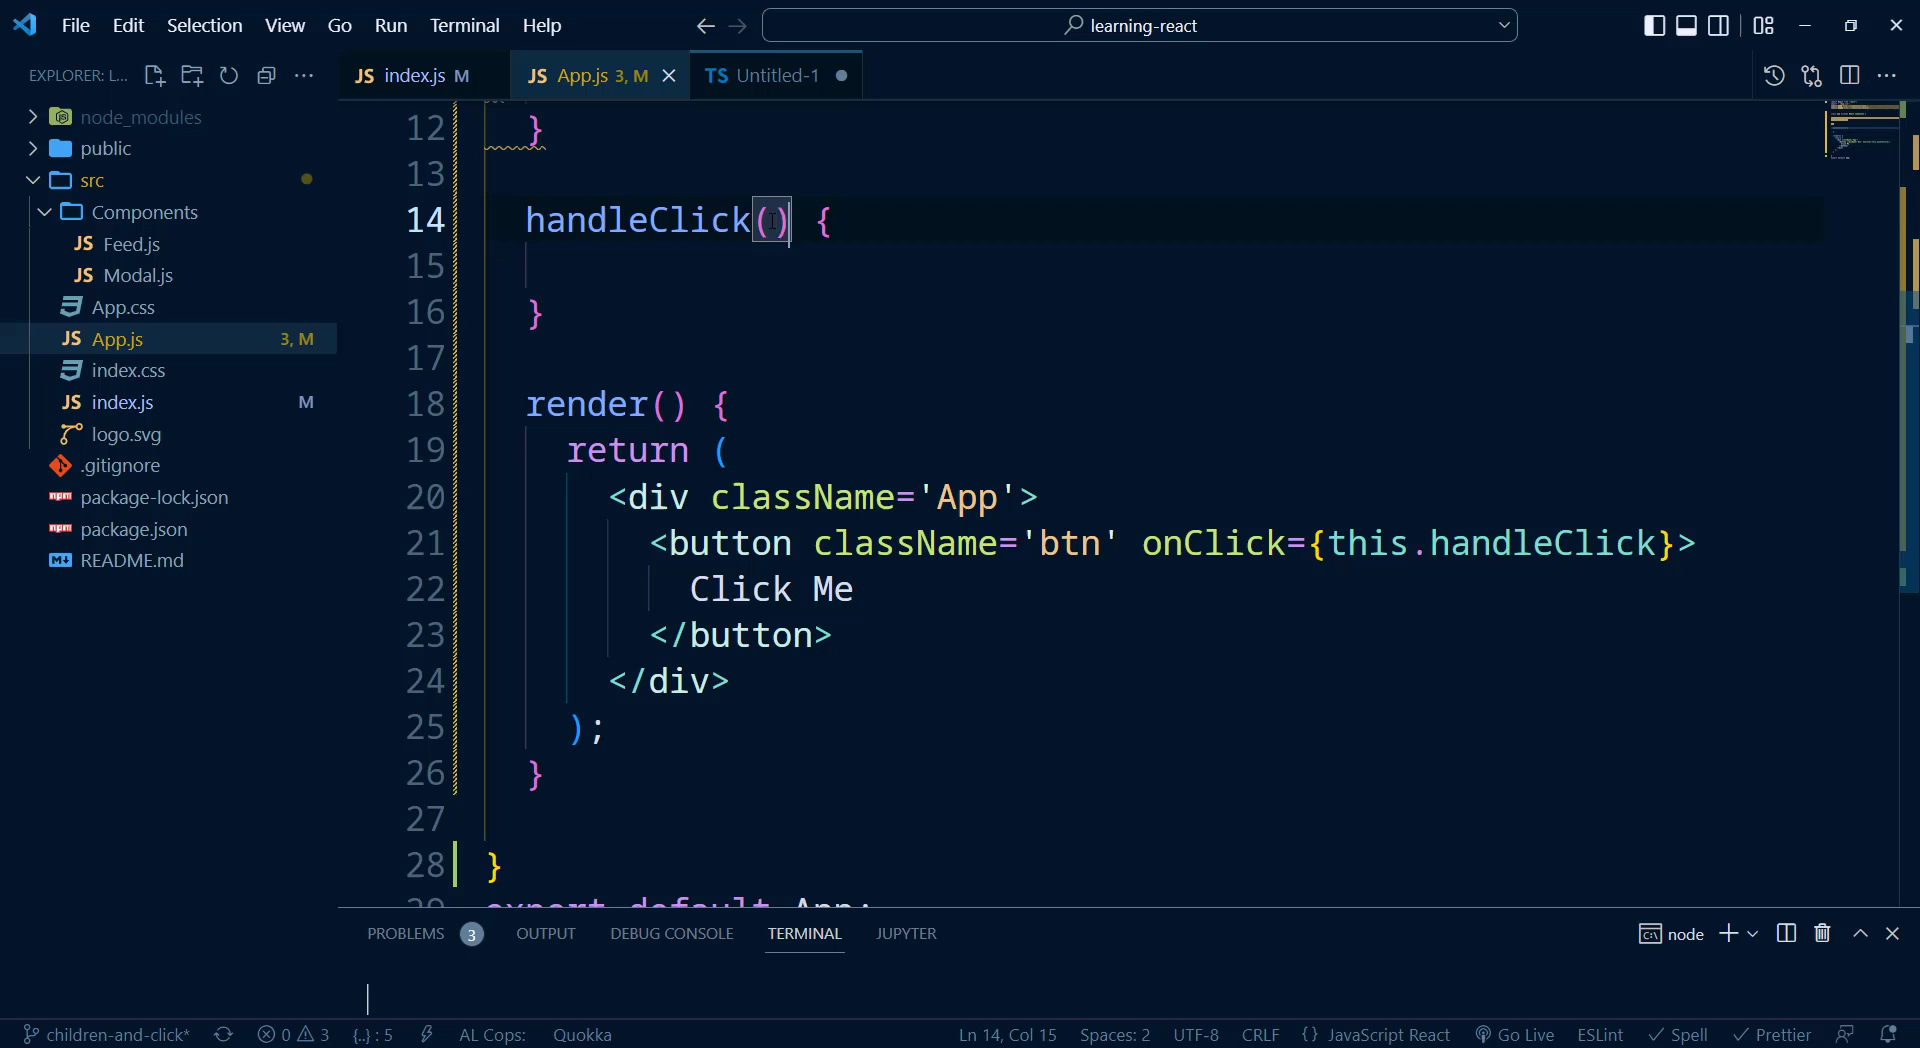 File Edit Selection View Go Run Terminal Help
learning-react
EXPLORER: L...
JS index.js M
JS App.js 3, M
TS Untitled-1
node_modules
public
src
Components
JS Feed.js
JS Modal.js
App.css
JS App.js 3, M
index.css
JS index.js M
logo.svg
.gitignore
npm package-lock.json
npm package.json
README.md
12 }
13
14 handleClick() {
15
16 }
17
18 render() {
19 return (
20 <div className='App'>
21 <button className='btn' onClick={this.handleClick}>
22 Click Me
23 </button>
24 </div>
25 );
26 }
27
28 }
29 export default App;
PROBLEMS 3 OUTPUT DEBUG CONSOLE TERMINAL JUPYTER
node
children-and-click* 0 3 {..} : 5 AL Cops: Quokka Ln 14, Col 15 Spaces: 2 UTF-8 CRLF {} JavaScript React Go Live ESLint Spell Prettier